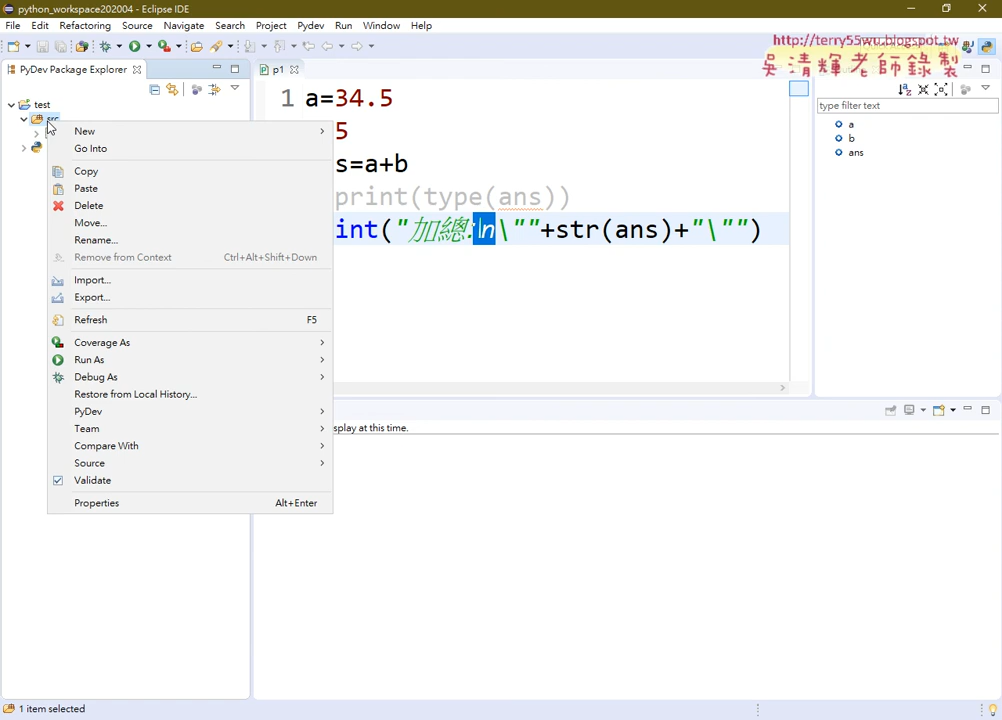 python_workspace202004 - Eclipse IDE
File Edit Refactoring Source Navigate Search Project Pydev Run Window Help
http://terry55wu.blogspot.tw
吳清輝老師錄製
PyDev Package Explorer
p1
type filter text
test
src
a
b
ans
1 a=34.5
5
s=a+b
print(type(ans))
int("加總:\n\""+str(ans)+"\"")
New
Go Into
Copy
Paste
Delete
Move...
Rename...
Remove from Context Ctrl+Alt+Shift+Down
Import...
Export...
Refresh F5
Coverage As
Run As
Debug As
Restore from Local History...
PyDev
Team
Compare With
Source
Validate
Properties Alt+Enter
splay at this time.
1 item selected